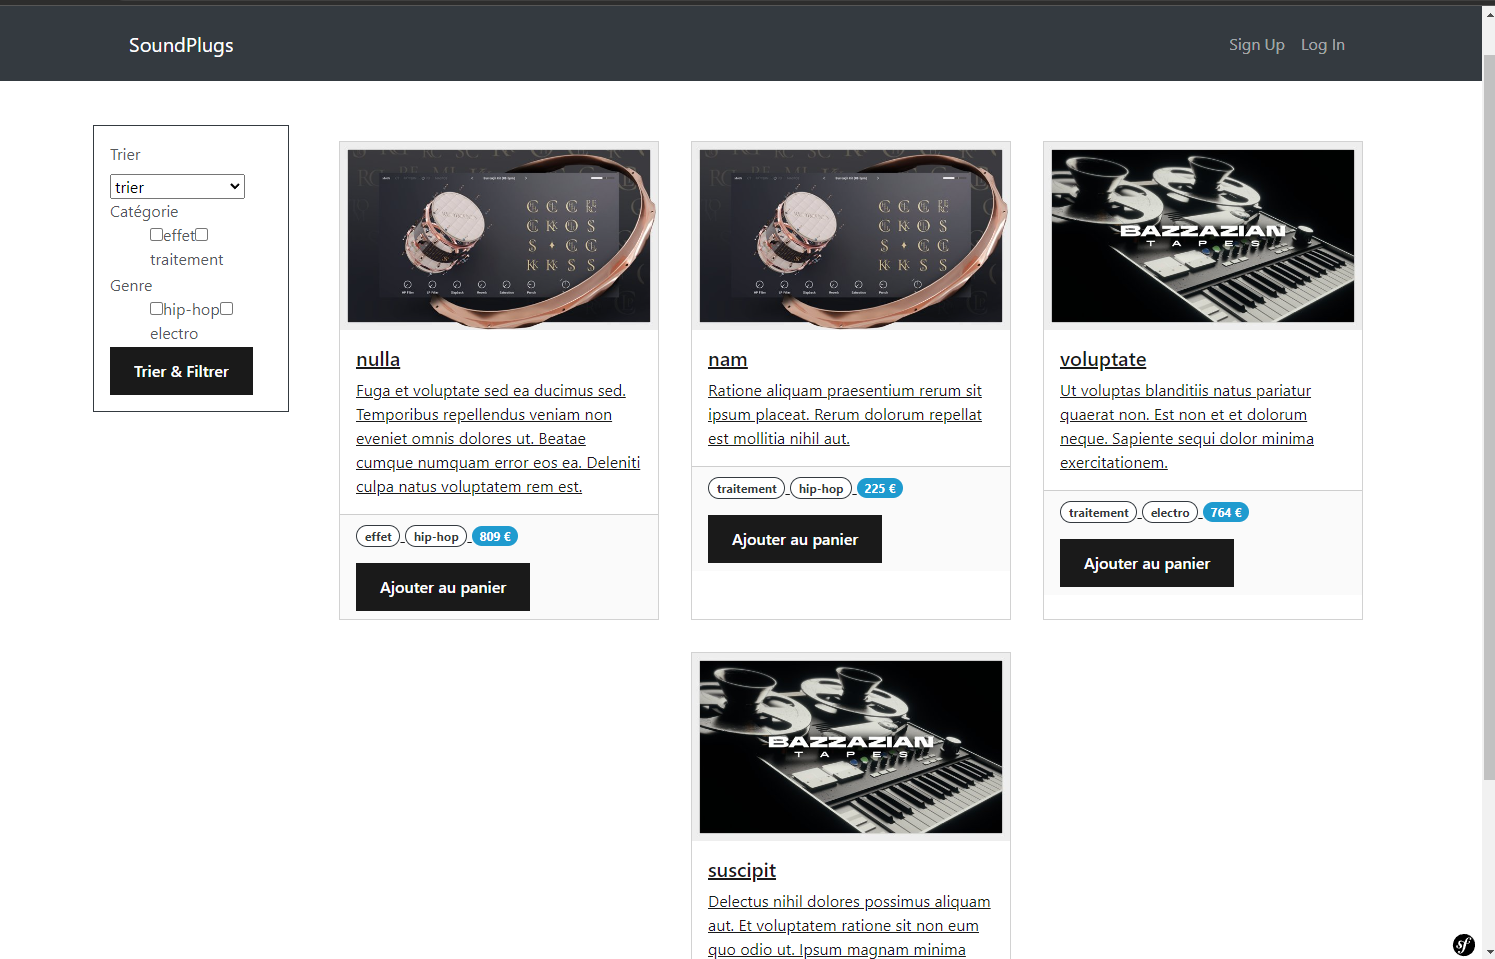 SoundPlugs
Sign Up Log In
Trier
trier
Catégorie
effet
traitement
Genre
hip-hop
electro
Trier & Filtrer
nulla
Fuga et voluptate sed ea ducimus sed.
Temporibus repellendus veniam non
eveniet omnis dolores ut. Beatae
cumque numquam error eos ea. Deleniti
culpa natus voluptatem rem est.
effet hip-hop 809 €
Ajouter au panier
nam
Ratione aliquam praesentium rerum sit
ipsum placeat. Rerum dolorum repellat
est mollitia nihil aut.
traitement hip-hop 225 €
Ajouter au panier
BAZZAZIAN
TAPES
voluptate
Ut voluptas blanditiis natus pariatur
quaerat non. Est non et et dolorum
neque. Sapiente sequi dolor minima
exercitationem.
traitement electro 764 €
Ajouter au panier
BAZZAZIAN
TAPES
suscipit
Delectus nihil dolores possimus aliquam
aut. Et voluptatem ratione sit non eum
quo odio ut. Ipsum magnam minima
sf